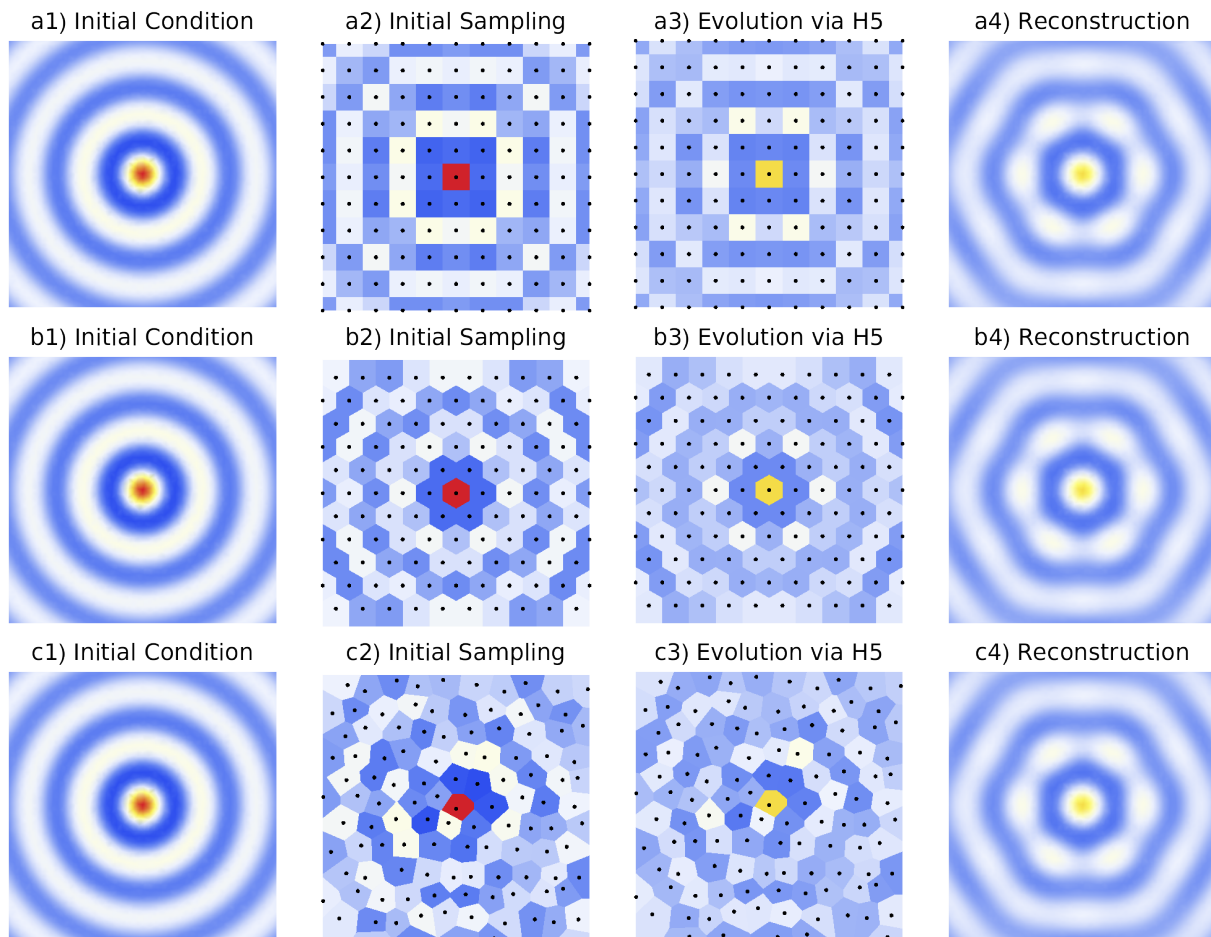 a1) Initial Condition
a2) Initial Sampling
a3) Evolution via H5
a4) Reconstruction
b1) Initial Condition
b2) Initial Sampling
b3) Evolution via H5
b4) Reconstruction
c1) Initial Condition
c2) Initial Sampling
c3) Evolution via H5
c4) Reconstruction